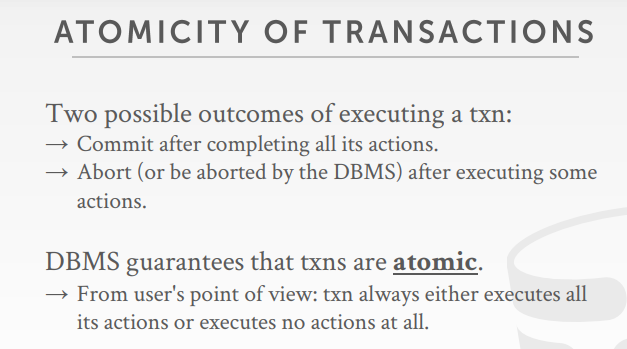 ATOMICITY OF TRANSACTIONS
Two possible outcomes of executing a txn:
→ Commit after completing all its actions.
→ Abort (or be aborted by the DBMS) after executing some
actions.
DBMS guarantees that txns are atomic.
→ From user's point of view: txn always either executes all
its actions or executes no actions at all.